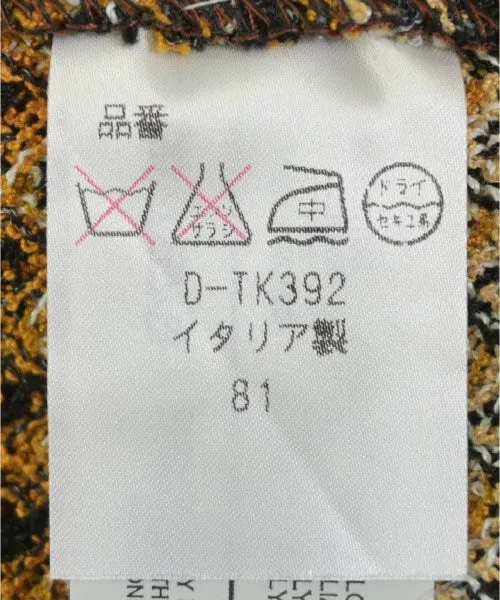 品番
エンソ サラシ 中 ドライ セキユ系
D-TK392
イタリア製
81